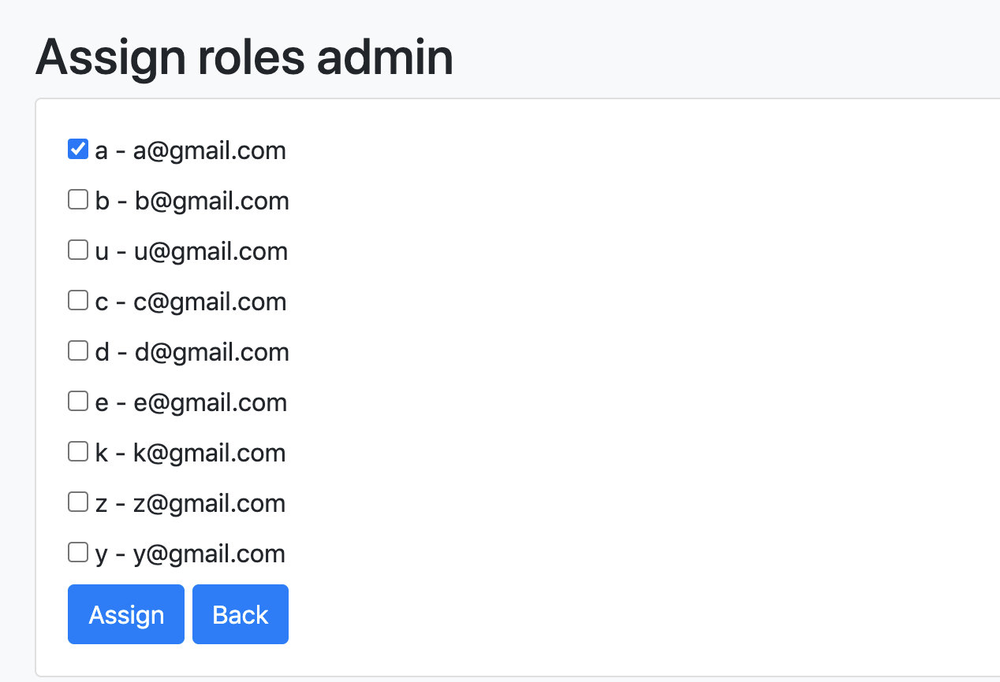 Assign roles admin
a - a@gmail.com
b - b@gmail.com
u - u@gmail.com
c - c@gmail.com
d - d@gmail.com
e - e@gmail.com
k - k@gmail.com
z - z@gmail.com
y - y@gmail.com
Assign Back